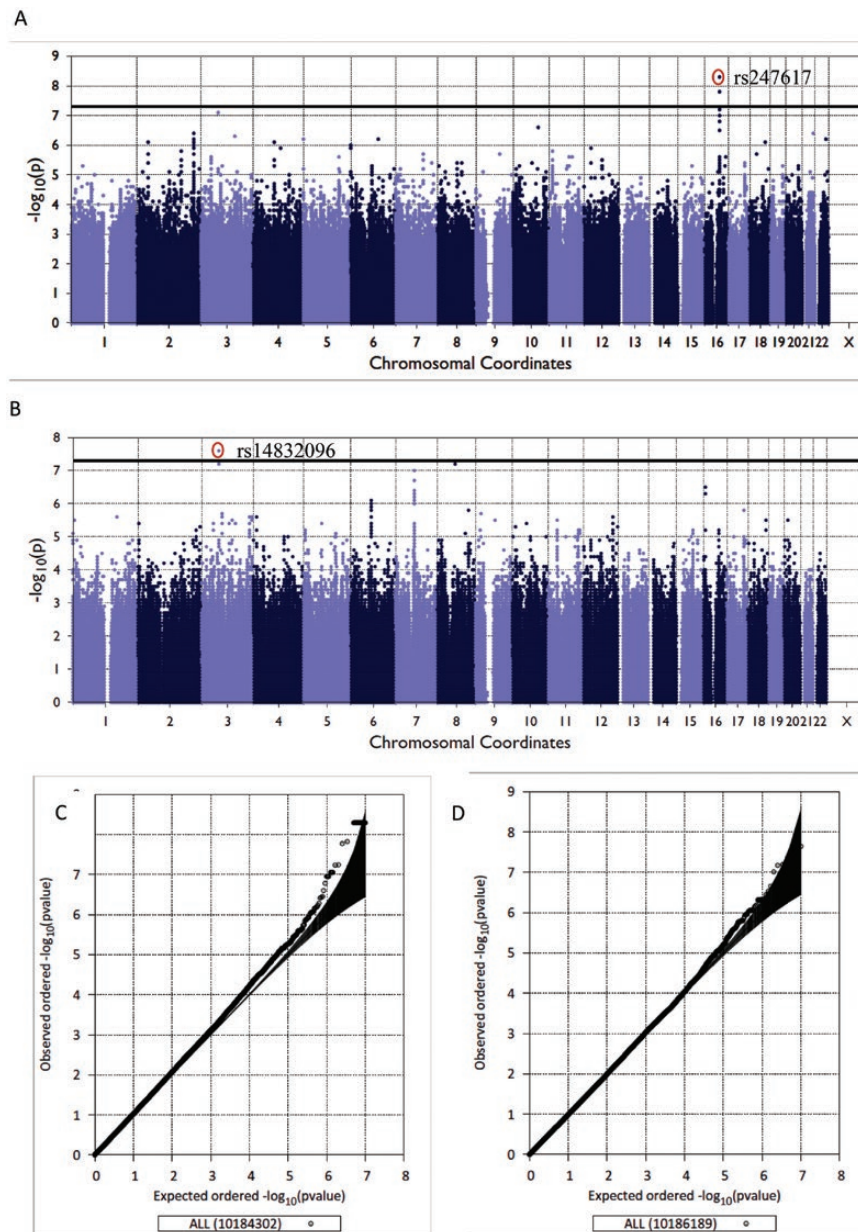 A
9
8
rs247617
7
6
5
4
3
2
1
0
-log10(p)
1 2 3 4 5 6 7 8 9 10 11 12 13 14 15 16 17 18 19 202122 X
Chromosomal Coordinates
B
8
rs14832096
7
6
5
4
3
2
1
0
-log10(p)
1 2 3 4 5 6 7 8 9 10 11 12 13 14 15 16 17 18 19 202122 X
Chromosomal Coordinates
C
7
6
5
4
3
2
1
0
Observed ordered -log10(pvalue)
0 1 2 3 4 5 6 7 8
Expected ordered -log10(pvalue)
ALL (10184302)
D
9
8
7
6
5
4
3
2
1
0
Observed ordered -log10(pvalue)
0 1 2 3 4 5 6 7 8
Expected ordered -log10(pvalue)
ALL (10186189)